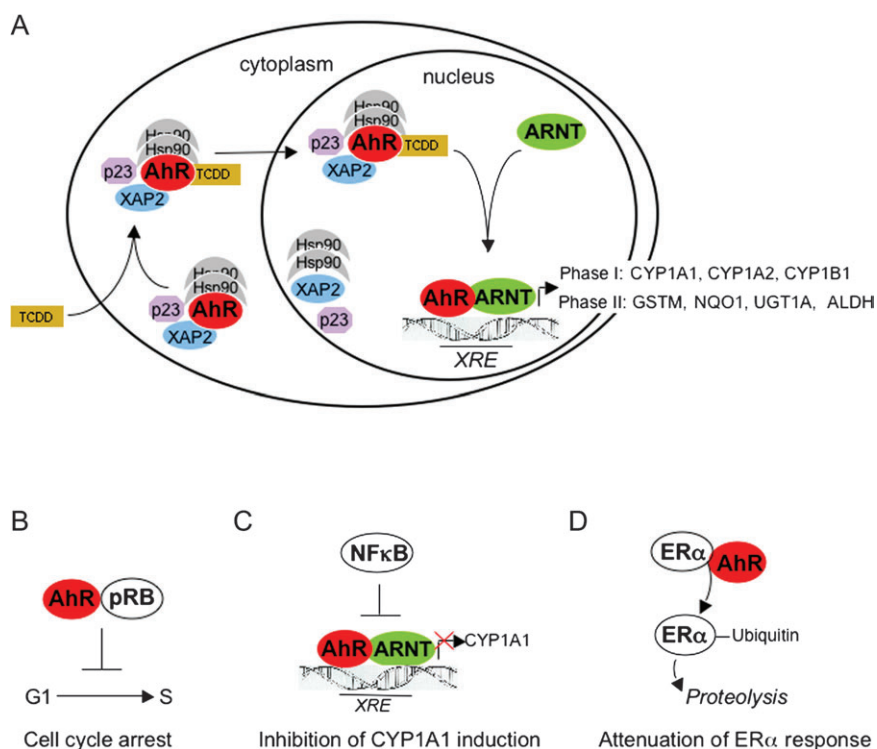 A
cytoplasm
nucleus
Hsp90
Hsp90
p23
AhR
TCDD
XAP2
Hsp90
Hsp90
p23
AhR
TCDD
XAP2
ARNT
TCDD
Hsp90
Hsp90
p23
AhR
XAP2
Hsp90
Hsp90
XAP2
p23
AhR
ARNT
XRE
Phase I: CYP1A1, CYP1A2, CYP1B1
Phase II: GSTM, NQO1, UGT1A, ALDH
B
AhR
pRB
G1
S
Cell cycle arrest
C
NFκB
AhR
ARNT
CYP1A1
XRE
Inhibition of CYP1A1 induction
D
ERα
AhR
ERα
Ubiquitin
Proteolysis
Attenuation of ERα response